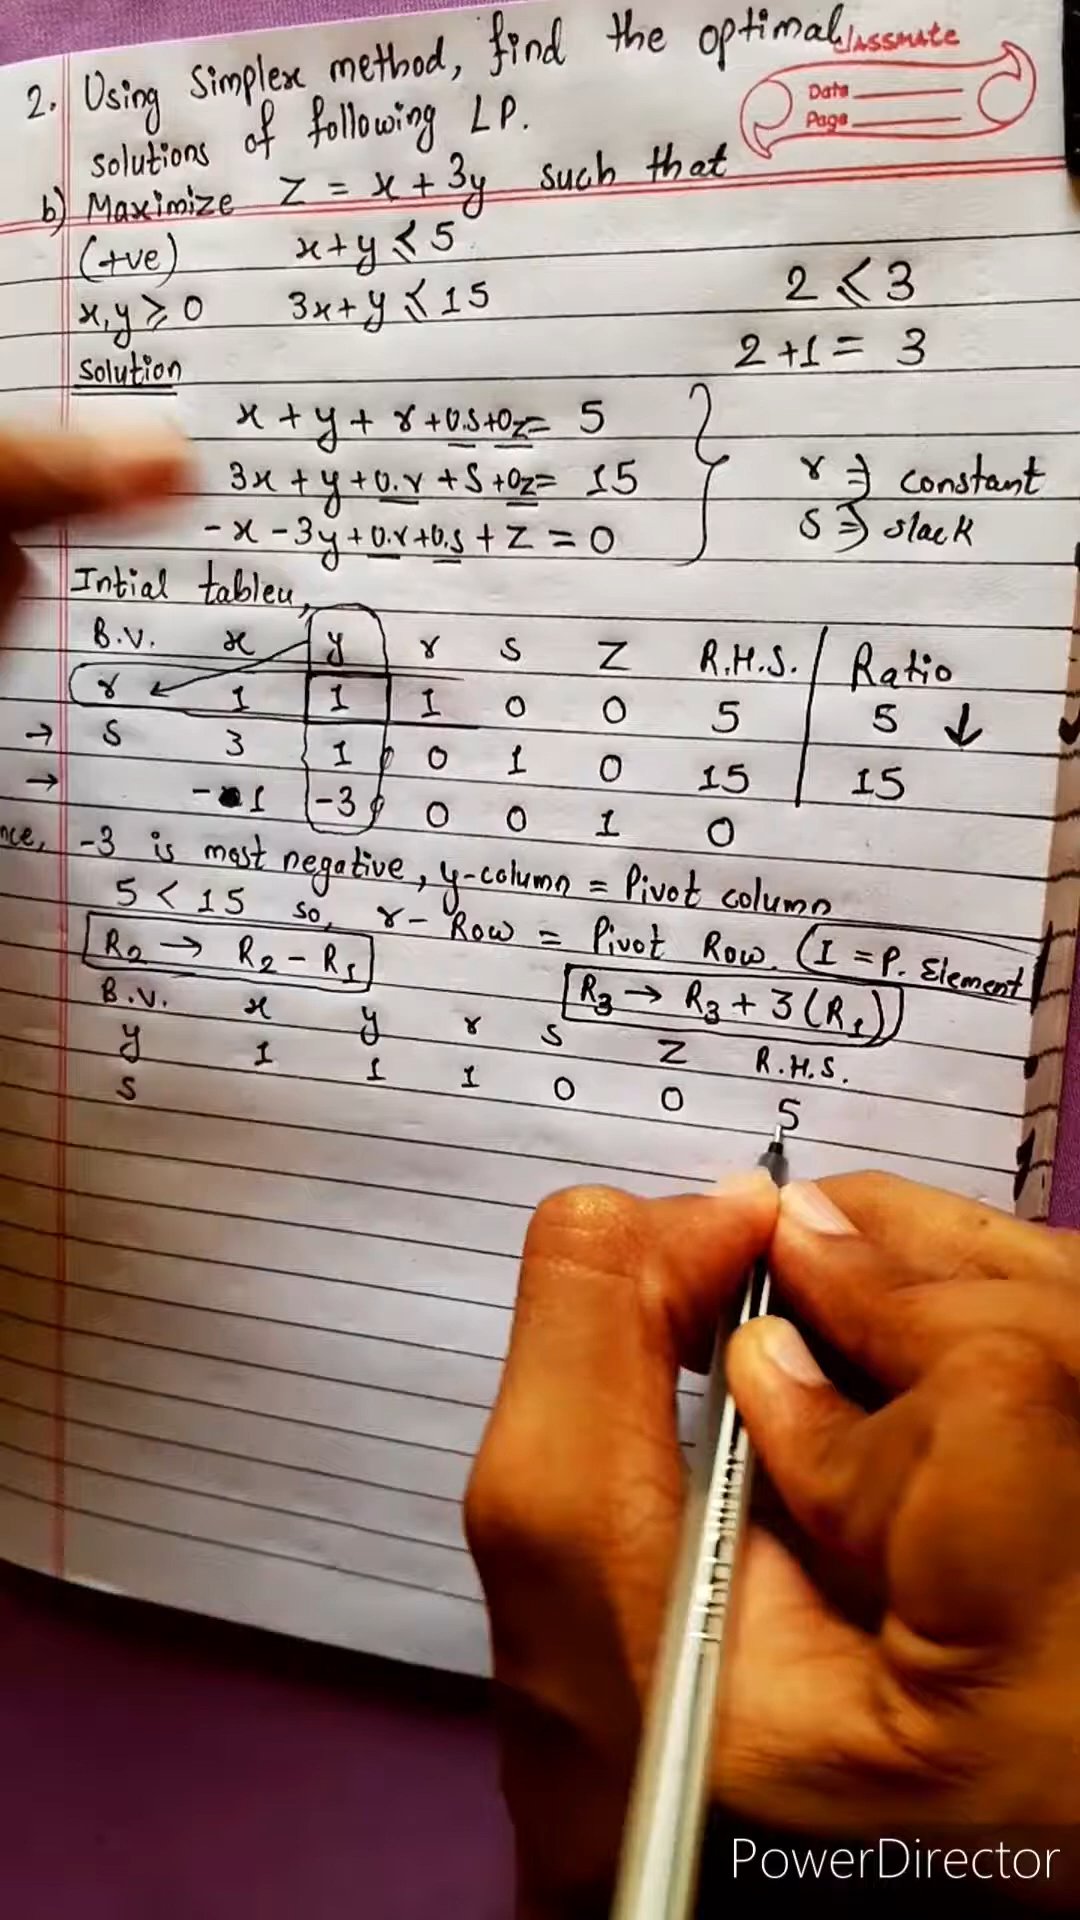 2. Using Simplex method, find the optimal
classmate
Date
Page
solutions of following LP.
b) Maximize Z = x + 3y such that
(+ve) x+y ≤ 5
x,y ≥ 0 3x+y ≤ 15
2 ≤ 3
2 + 1 = 3
Solution
x + y + r + 0.s + 0z = 5
3x + y + 0.r + s + 0z = 15
-x - 3y + 0.r + 0.s + z = 0
r ⇒ constant
s ⇒ slack
Intial tableu,
B.V. x y r s Z R.H.S. Ratio
r 1 1 1 0 0 5 5 ↓
→ s 3 1 0 1 0 15 15
→ -1 -3 0 0 1 0
nce, -3 is most negative, y-column = Pivot column
5 < 15 so, r- Row = Pivot Row. (1 = P. Element
R2 → R2 - R1
R3 → R3 + 3(R1)
B.V. x y r s Z R.H.S.
y 1 1 1 0 0 5
s
PowerDirector